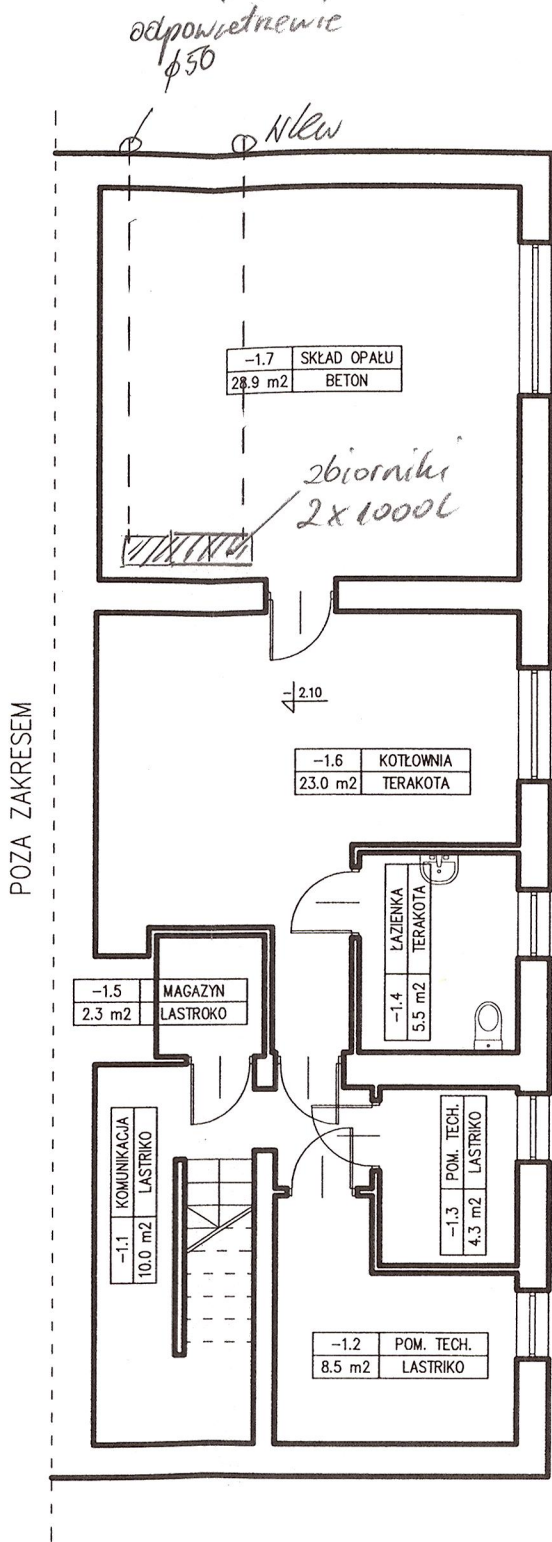 odpowietrzenie
ϕ50
wlew
-1.7 SKŁAD OPAŁU
28.9 m2 BETON
zbiorniki
2x1000L
- 2.10
-1.6 KOTŁOWNIA
23.0 m2 TERAKOTA
POZA ZAKRESEM
-1.4 ŁAZIENKA
5.5 m2 TERAKOTA
-1.5 MAGAZYN
2.3 m2 LASTROKO
-1.1 KOMUNIKACJA
10.0 m2 LASTRIKO
-1.3 POM. TECH.
4.3 m2 LASTRIKO
-1.2 POM. TECH.
8.5 m2 LASTRIKO